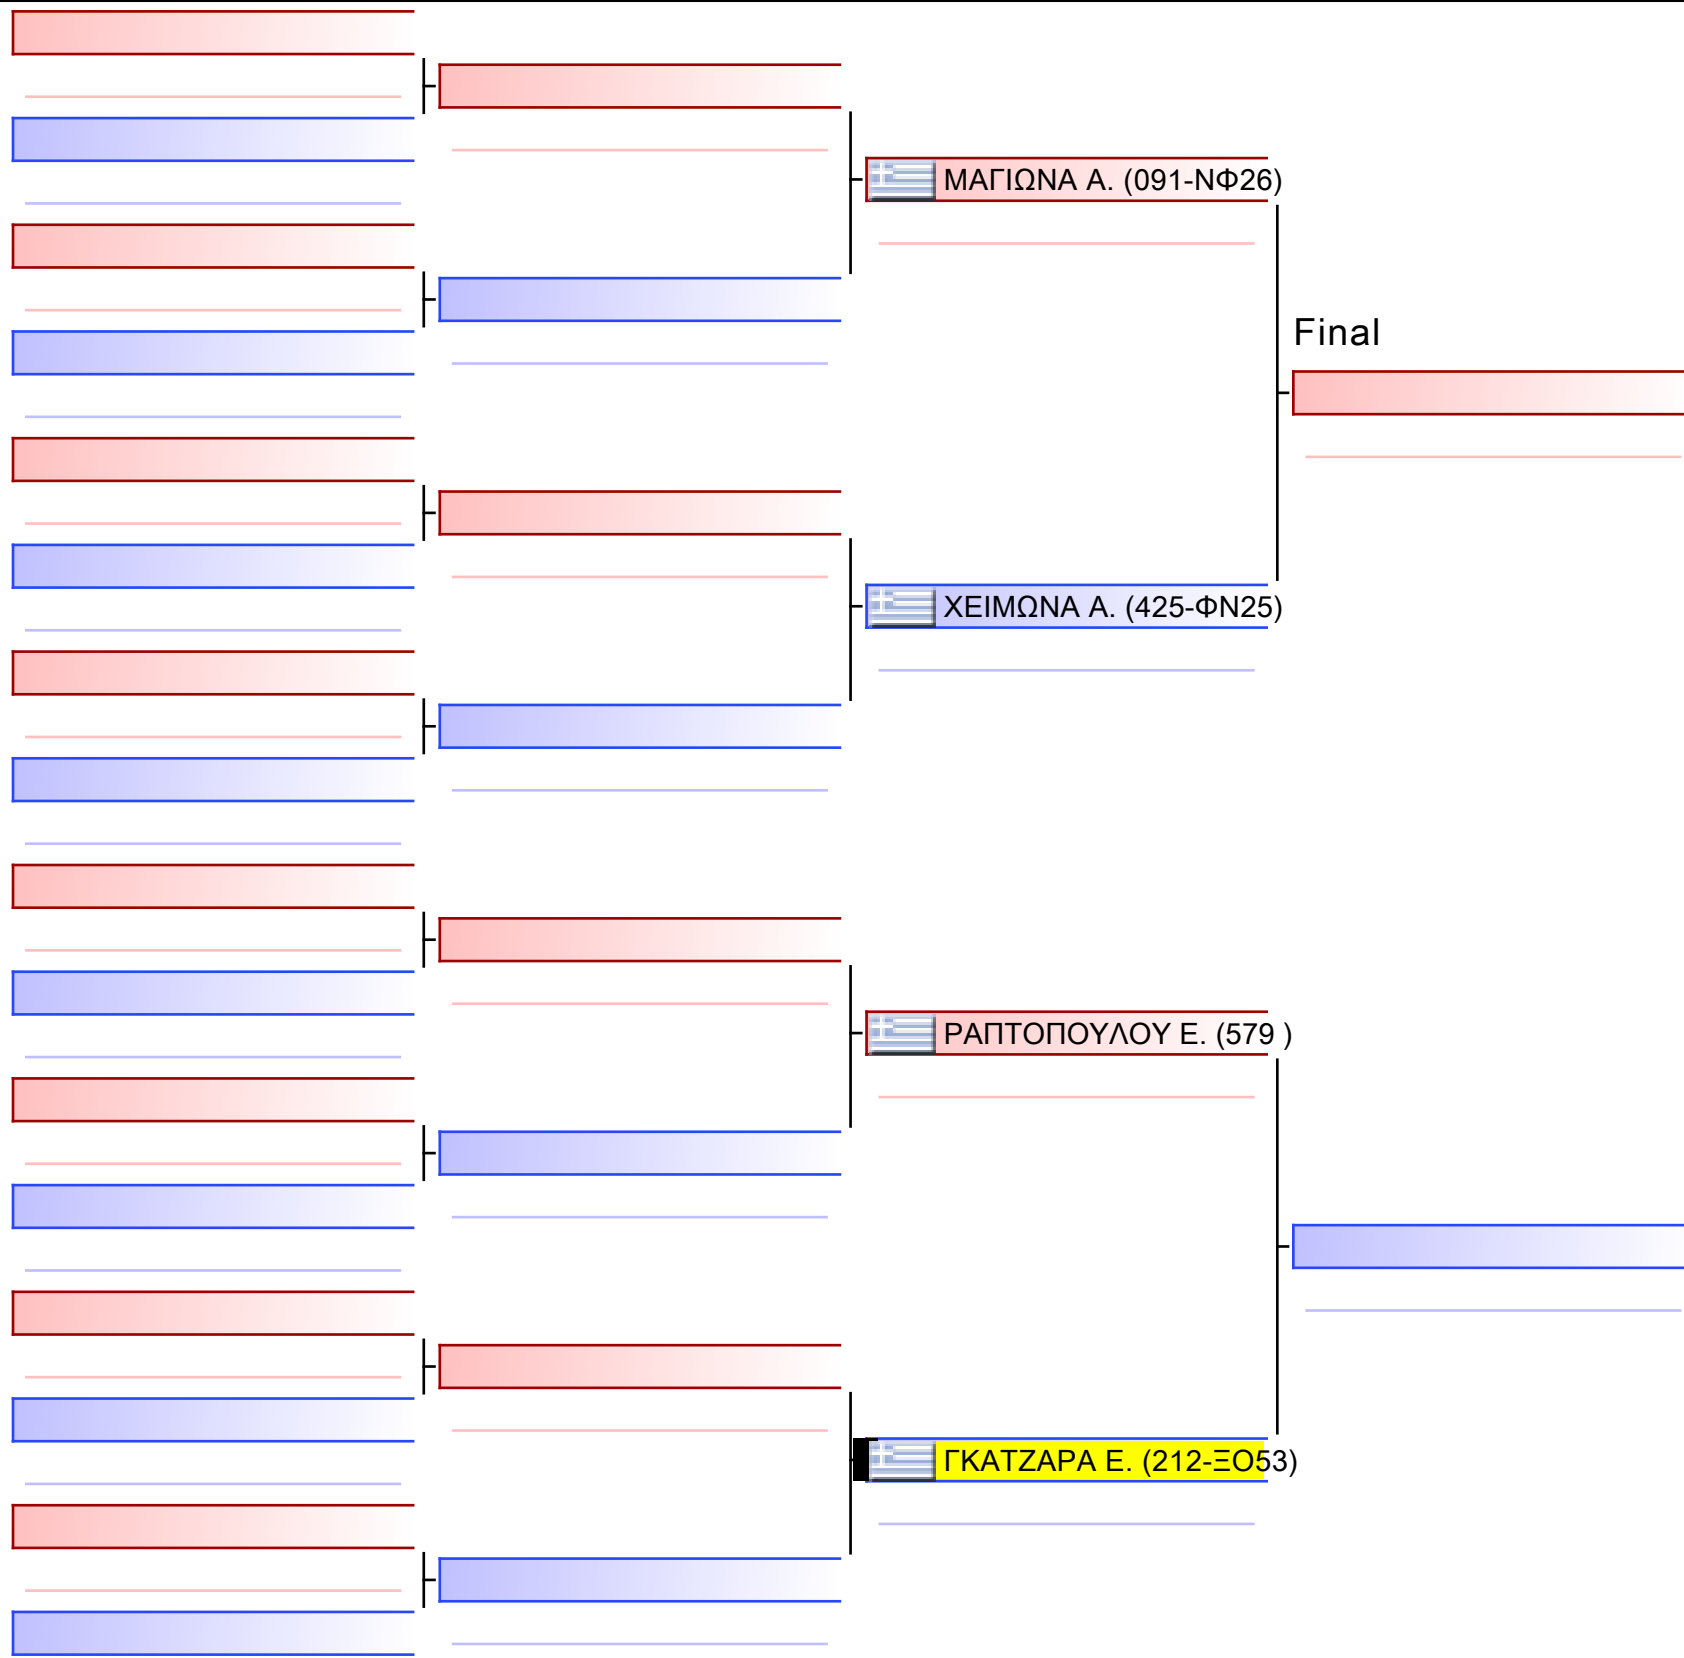 ΜΑΓΙΩΝΑ Α. (091-ΝΦ26)
Final
ΧΕΙΜΩΝΑ Α. (425-ΦΝ25)
ΡΑΠΤΟΠΟΥΛΟΥ Ε. (579 )
ΓΚΑΤΖΑΡΑ Ε. (212-ΞΟ53)